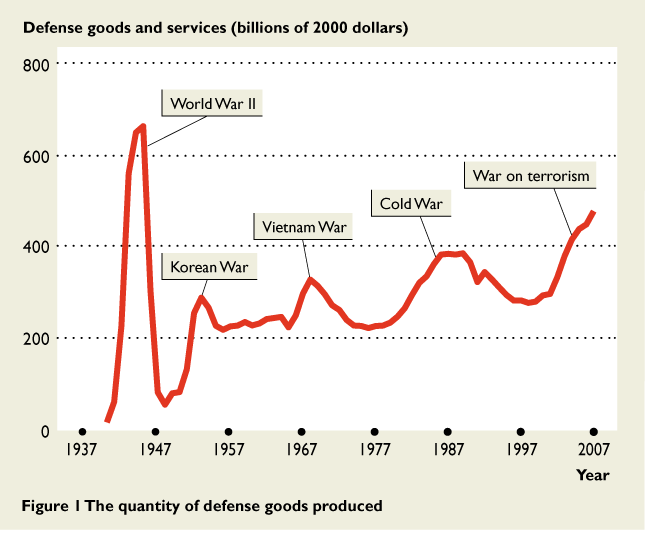 Defense goods and services (billions of 2000 dollars)
800
World War II
600
War on terrorism
Cold War
Vietnam War
400
Korean War
200
0
1937 1947 1957 1967 1977 1987 1997 2007
Year
Figure 1 The quantity of defense goods produced